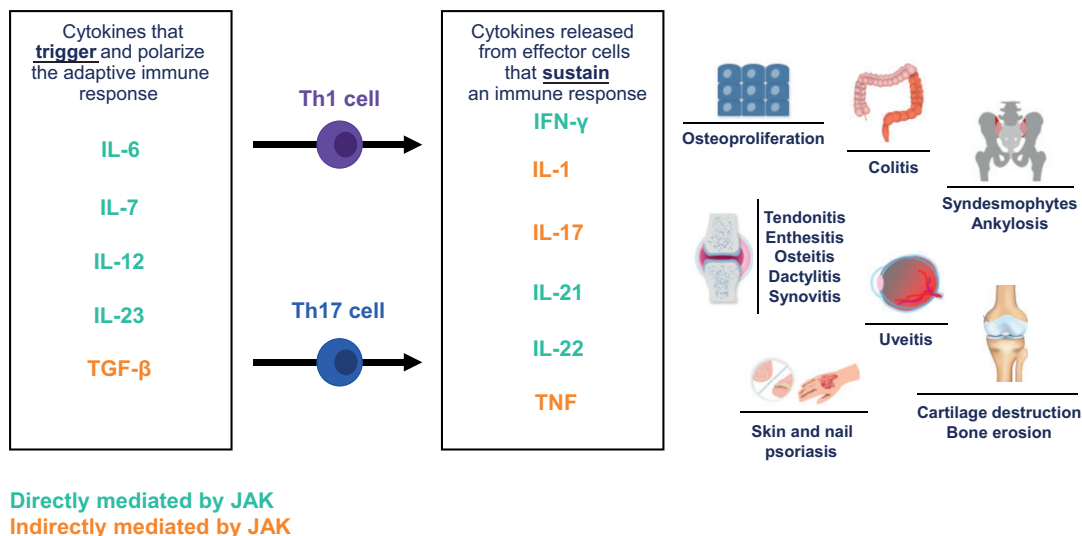 Cytokines that
trigger and polarize
the adaptive immune
response
IL-6
IL-7
IL-12
IL-23
TGF-β
Th1 cell
Th17 cell
Cytokines released
from effector cells
that sustain
an immune response
IFN-γ
IL-1
IL-17
IL-21
IL-22
TNF
Osteoproliferation
Colitis
Syndesmophytes
Ankylosis
Tendonitis
Enthesitis
Osteitis
Dactylitis
Synovitis
Uveitis
Skin and nail
psoriasis
Cartilage destruction
Bone erosion
Directly mediated by JAK
Indirectly mediated by JAK